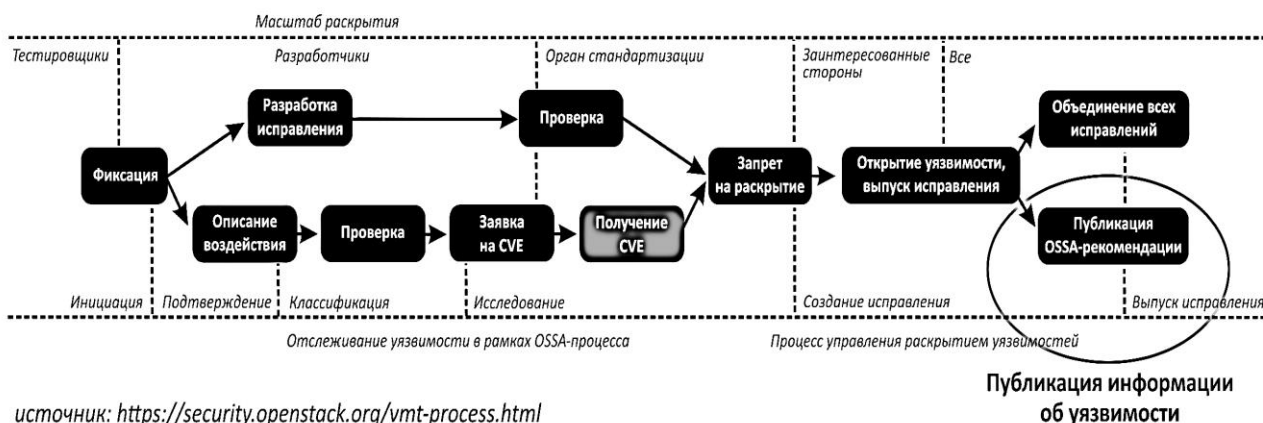 Масштаб раскрытия
Тестировщики
Разработчики
Орган стандартизации
Заинтересованные
стороны
Все
Разработка
исправления
Проверка
Объединение всех
исправлений
Фиксация
Запрет
на раскрытие
Открытие уязвимости,
выпуск исправления
Описание
воздействия
Проверка
Заявка
на CVE
Получение
CVE
Публикация
OSSA-рекомендации
Инициация
Подтверждение
Классификация
Исследование
Создание исправления
Выпуск исправления
Отслеживание уязвимости в рамках OSSA-процесса
Процесс управления раскрытием уязвимостей
Публикация информации
об уязвимости
источник: https://security.openstack.org/vmt-process.html